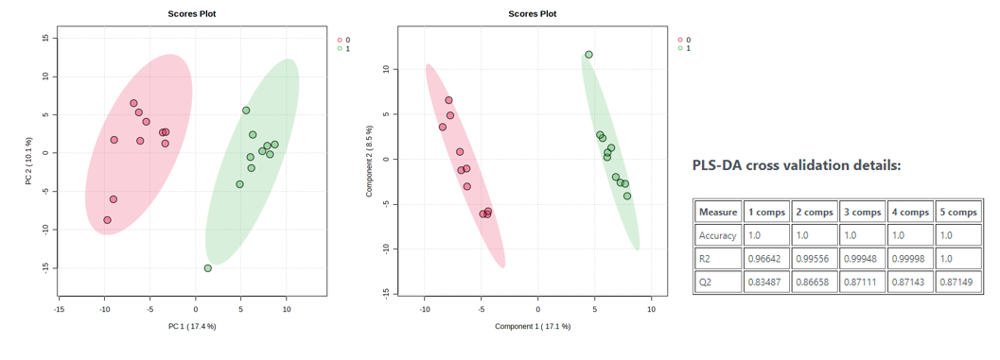 Scores Plot
0
1
15
10
5
0
-5
-10
-15
PC 2 ( 10.1 %)
-15
-10
-5
0
5
10
PC 1 ( 17.4 %)
Scores Plot
0
1
10
5
0
-5
-10
-15
Component 2 ( 8.5 %)
-10
-5
0
5
10
Component 1 ( 17.1 %)
PLS-DA cross validation details:
Measure 1 comps 2 comps 3 comps 4 comps 5 comps
Accuracy 1.0 1.0 1.0 1.0 1.0
R2 0.96642 0.99556 0.99948 0.99998 1.0
Q2 0.83487 0.86658 0.87111 0.87143 0.87149